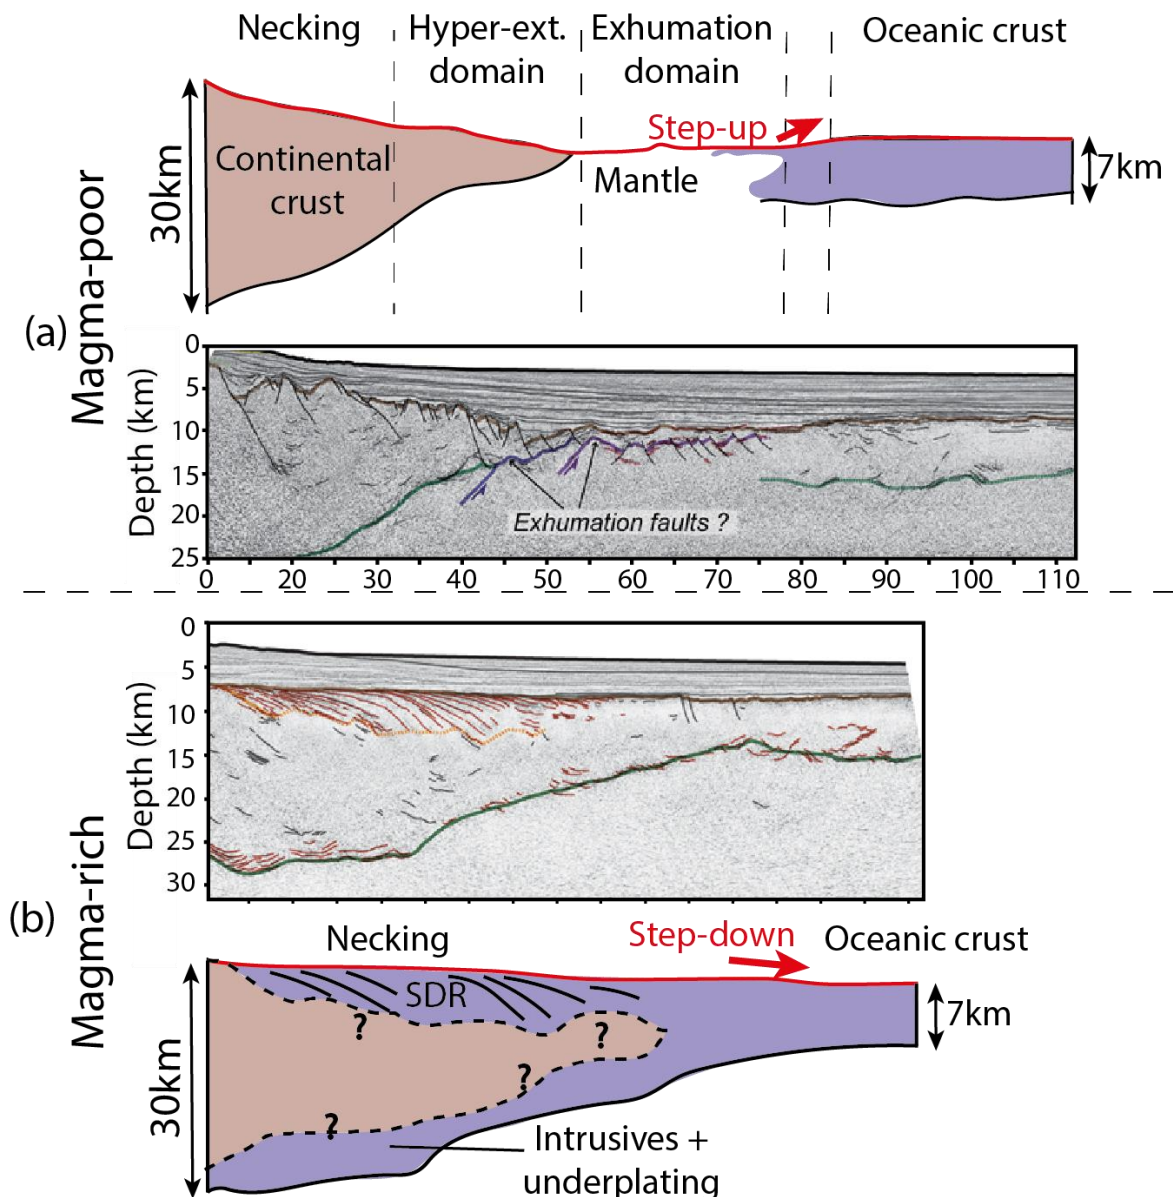 Necking
Hyper-ext.
domain
Exhumation
domain
Oceanic crust
Step-up
Continental
crust
Mantle
30km
7km
(a)
Magma-poor
Depth (km)
0
5
10
15
20
25
Exhumation faults ?
0 10 20 30 40 50 60 70 80 90 100 110
Depth (km)
0
5
10
15
20
25
30
(b)
Magma-rich
Necking
Step-down
Oceanic crust
SDR
?
?
?
?
30km
7km
Intrusives +
underplating